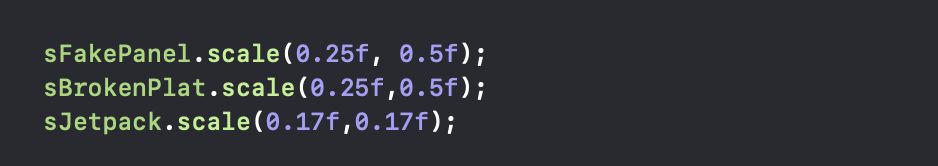 sFakePanel.scale(0.25f, 0.5f);
sBrokenPlat.scale(0.25f,0.5f);
sJetpack.scale(0.17f,0.17f);